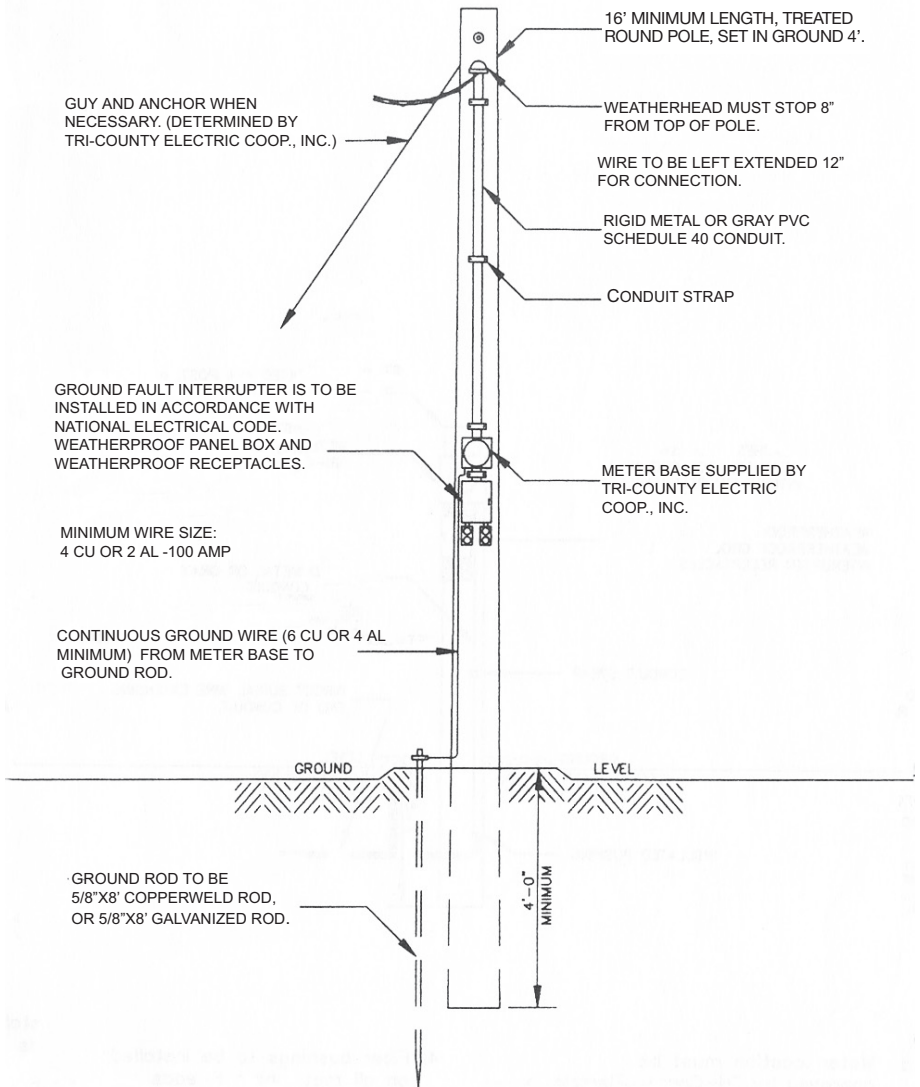 16' MINIMUM LENGTH, TREATED
ROUND POLE, SET IN GROUND 4'.
GUY AND ANCHOR WHEN
NECESSARY. (DETERMINED BY
TRI-COUNTY ELECTRIC COOP., INC.)
WEATHERHEAD MUST STOP 8"
FROM TOP OF POLE.
WIRE TO BE LEFT EXTENDED 12"
FOR CONNECTION.
RIGID METAL OR GRAY PVC
SCHEDULE 40 CONDUIT.
CONDUIT STRAP
GROUND FAULT INTERRUPTER IS TO BE
INSTALLED IN ACCORDANCE WITH
NATIONAL ELECTRICAL CODE.
WEATHERPROOF PANEL BOX AND
WEATHERPROOF RECEPTACLES.
METER BASE SUPPLIED BY
TRI-COUNTY ELECTRIC
COOP., INC.
MINIMUM WIRE SIZE:
4 CU OR 2 AL -100 AMP
CONTINUOUS GROUND WIRE (6 CU OR 4 AL
MINIMUM) FROM METER BASE TO
GROUND ROD.
GROUND LEVEL
4'-0"
MINIMUM
GROUND ROD TO BE
5/8"X8' COPPERWELD ROD,
OR 5/8"X8' GALVANIZED ROD.